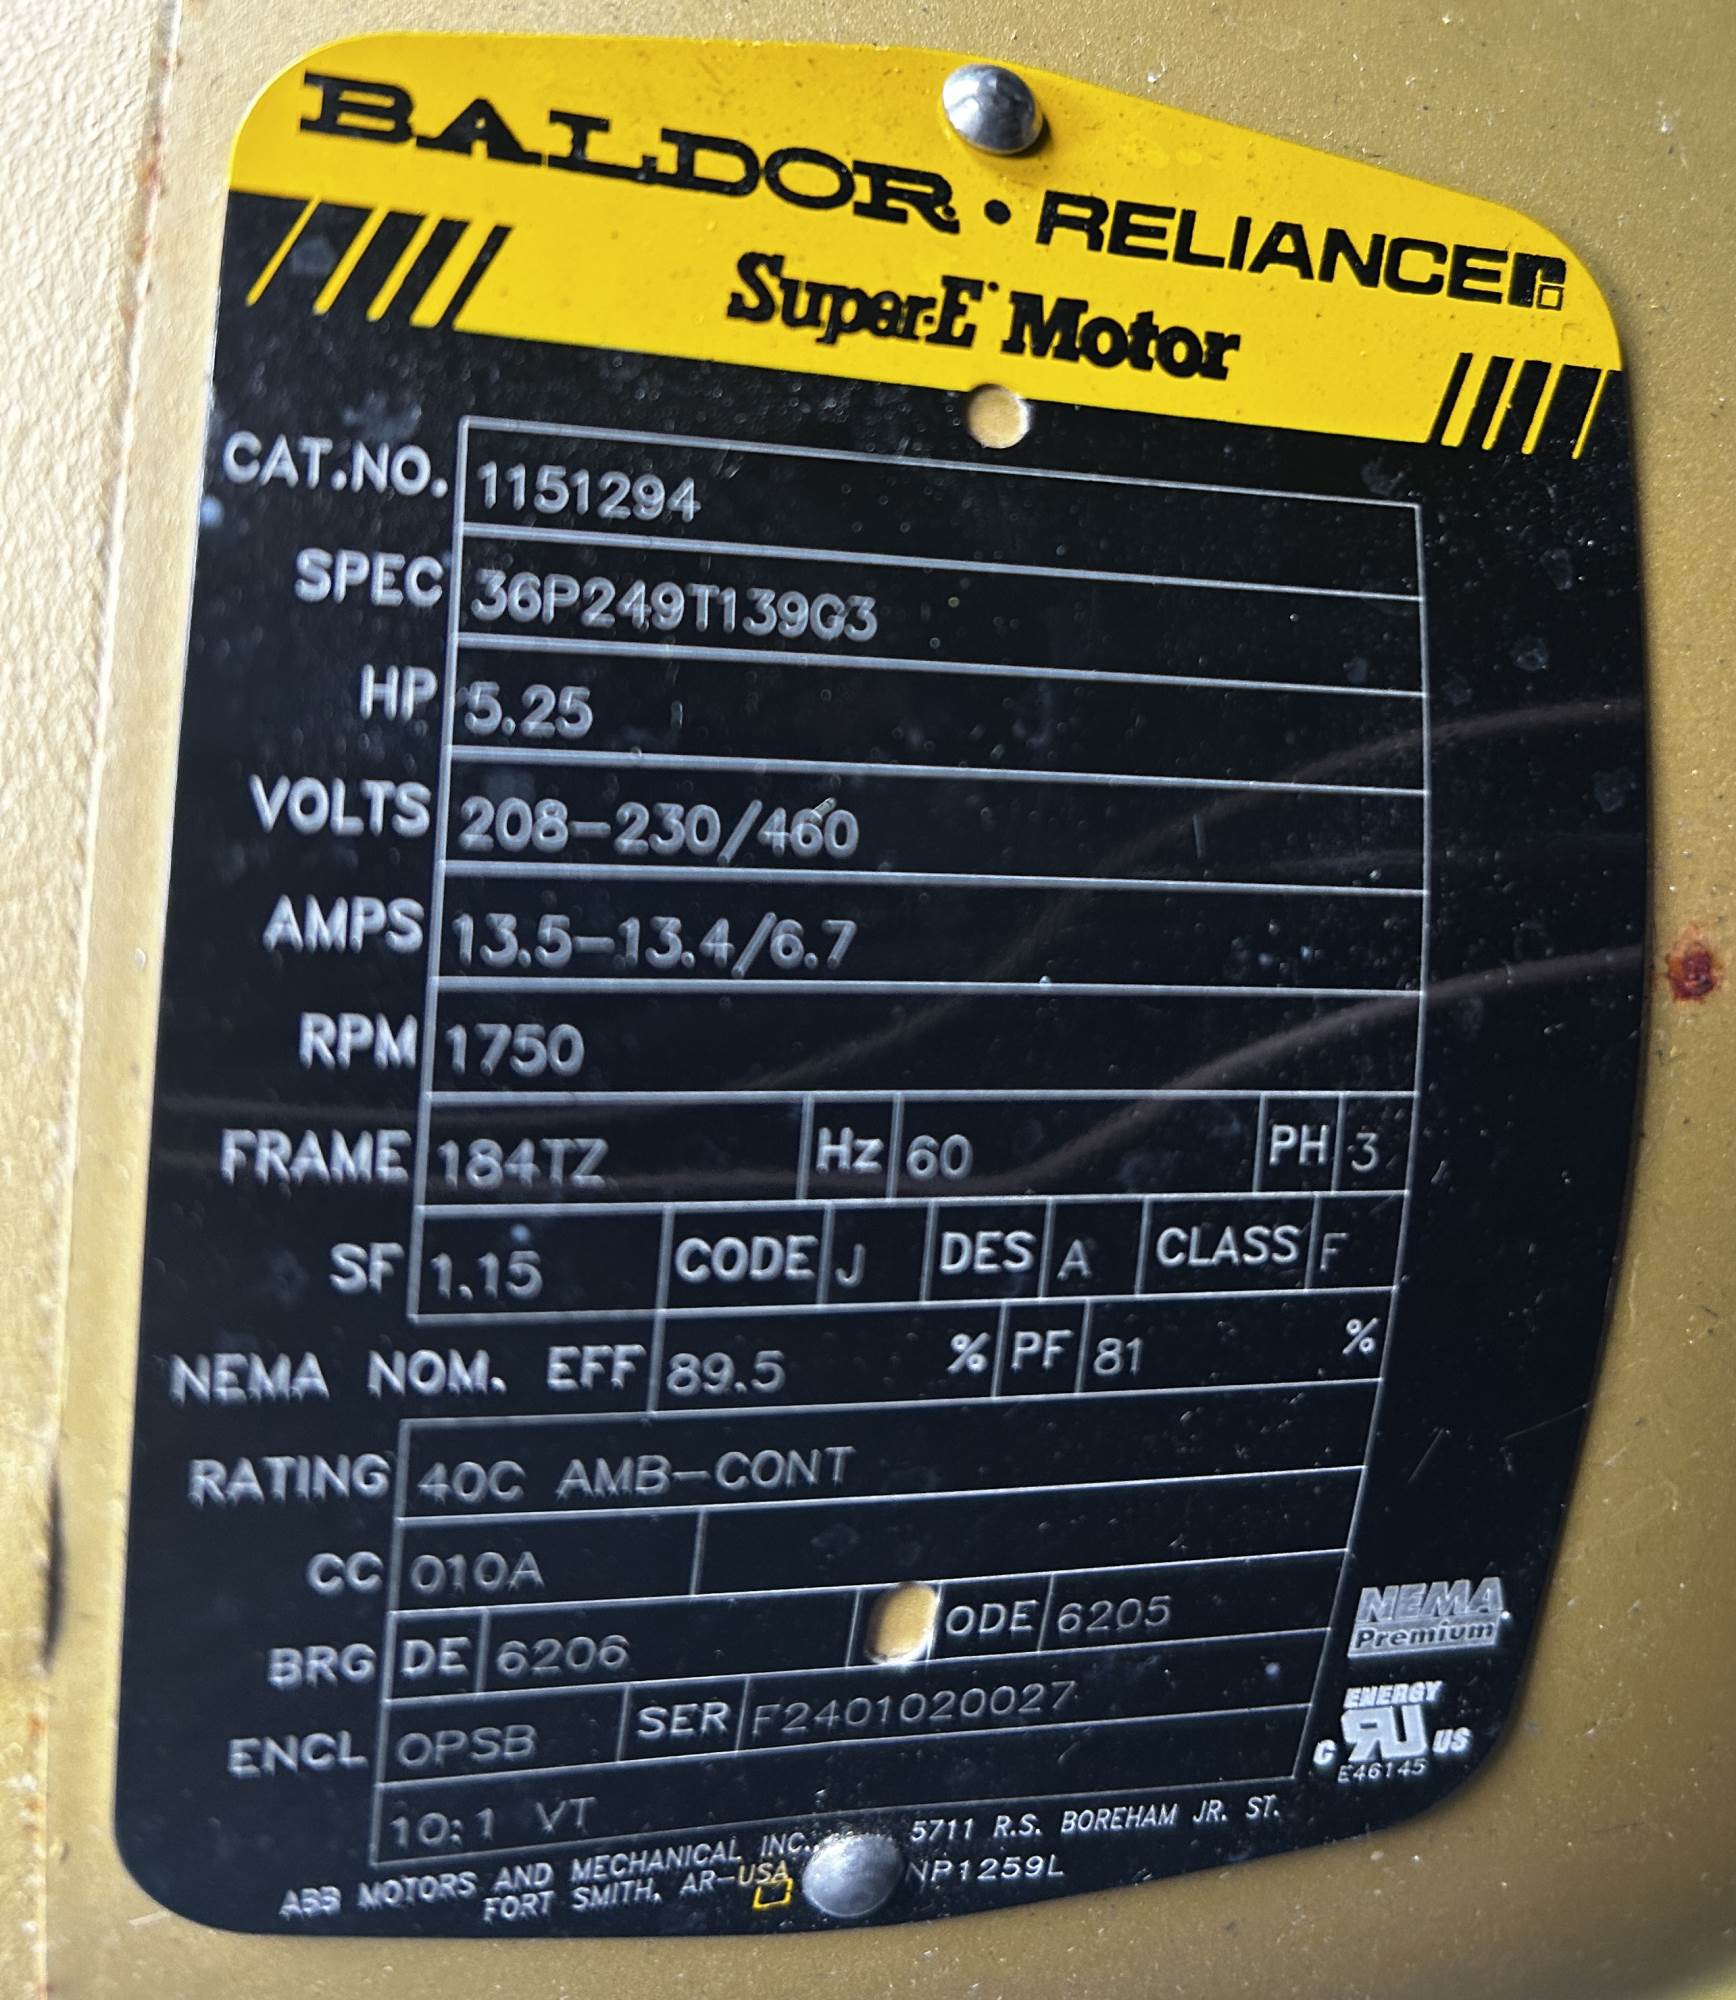 BALDOR • RELIANCE
Super-E Motor
CAT.NO. 1151294
SPEC 36P249T139G3
HP 5.25
VOLTS 208-230/460
AMPS 13.5-13.4/6.7
RPM 1750
FRAME 184TZ Hz 60 PH 3
SF 1.15 CODE J DES A CLASS F
NEMA NOM. EFF 89.5 % PF 81 %
RATING 40C AMB-CONT
CC 010A
BRG DE 6206 ODE 6205
ENCL OPSB SER F2401020027
10:1 VT
NEMA
Premium
ENERGY
C RU US
E46145
ABB MOTORS AND MECHANICAL INC. 5711 R.S. BOREHAM JR. ST.
FORT SMITH, AR-USA NP1259L